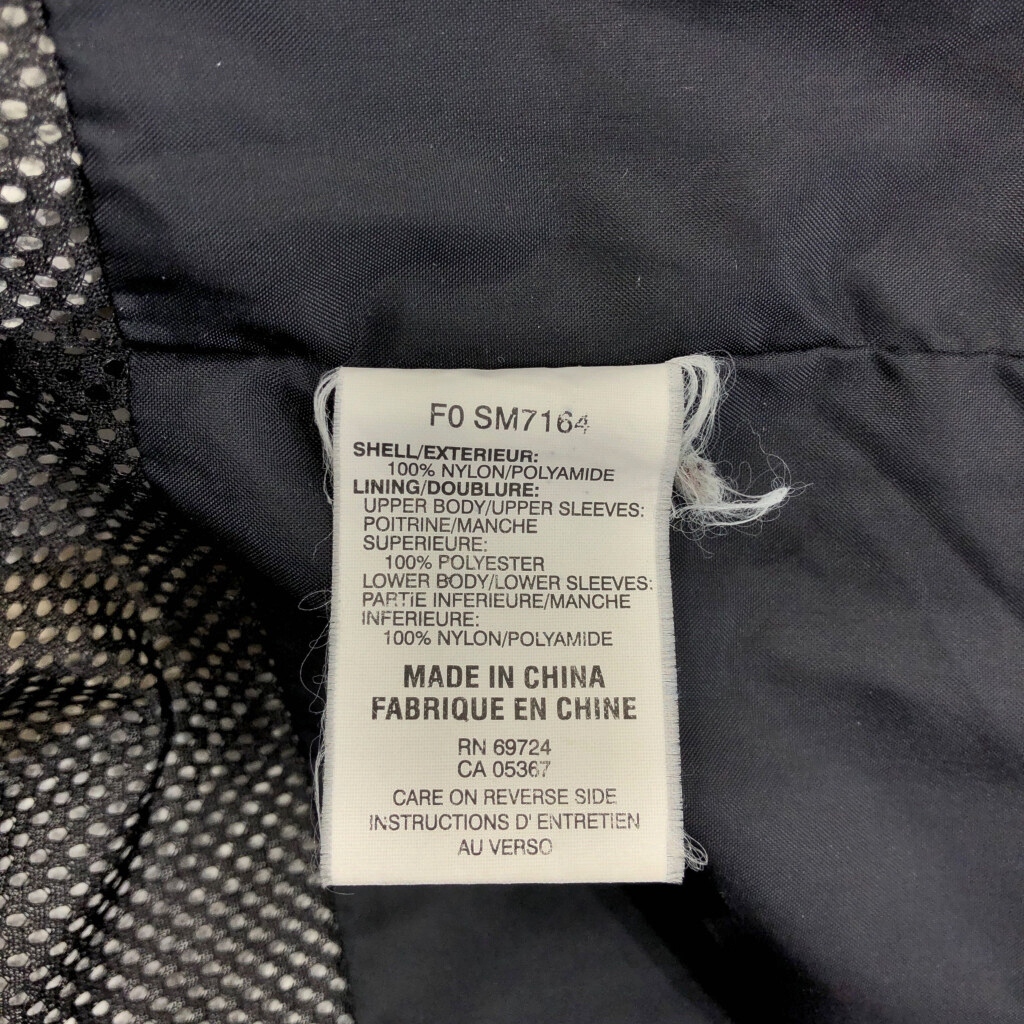 F0 SM7164
SHELL/EXTERIEUR:
100% NYLON/POLYAMIDE
LINING/DOUBLURE:
UPPER BODY/UPPER SLEEVES:
POITRINE/MANCHE
SUPERIEURE:
100% POLYESTER
LOWER BODY/LOWER SLEEVES:
PARTIE INFERIEURE/MANCHE
INFERIEURE:
100% NYLON/POLYAMIDE
MADE IN CHINA
FABRIQUE EN CHINE
RN 69724
CA 05367
CARE ON REVERSE SIDE
INSTRUCTIONS D' ENTRETIEN
AU VERSO